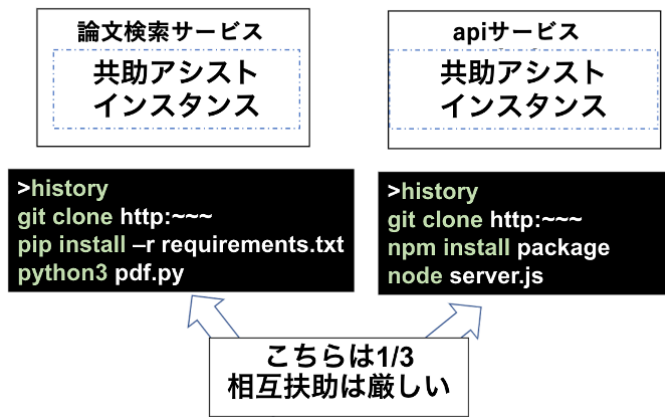 論文検索サービス
共助アシスト
インスタンス
apiサービス
共助アシスト
インスタンス
>history
git clone http:~~~
pip install –r requirements.txt
python3 pdf.py
>history
git clone http:~~~
npm install package
node server.js
こちらは1/3
相互扶助は厳しい